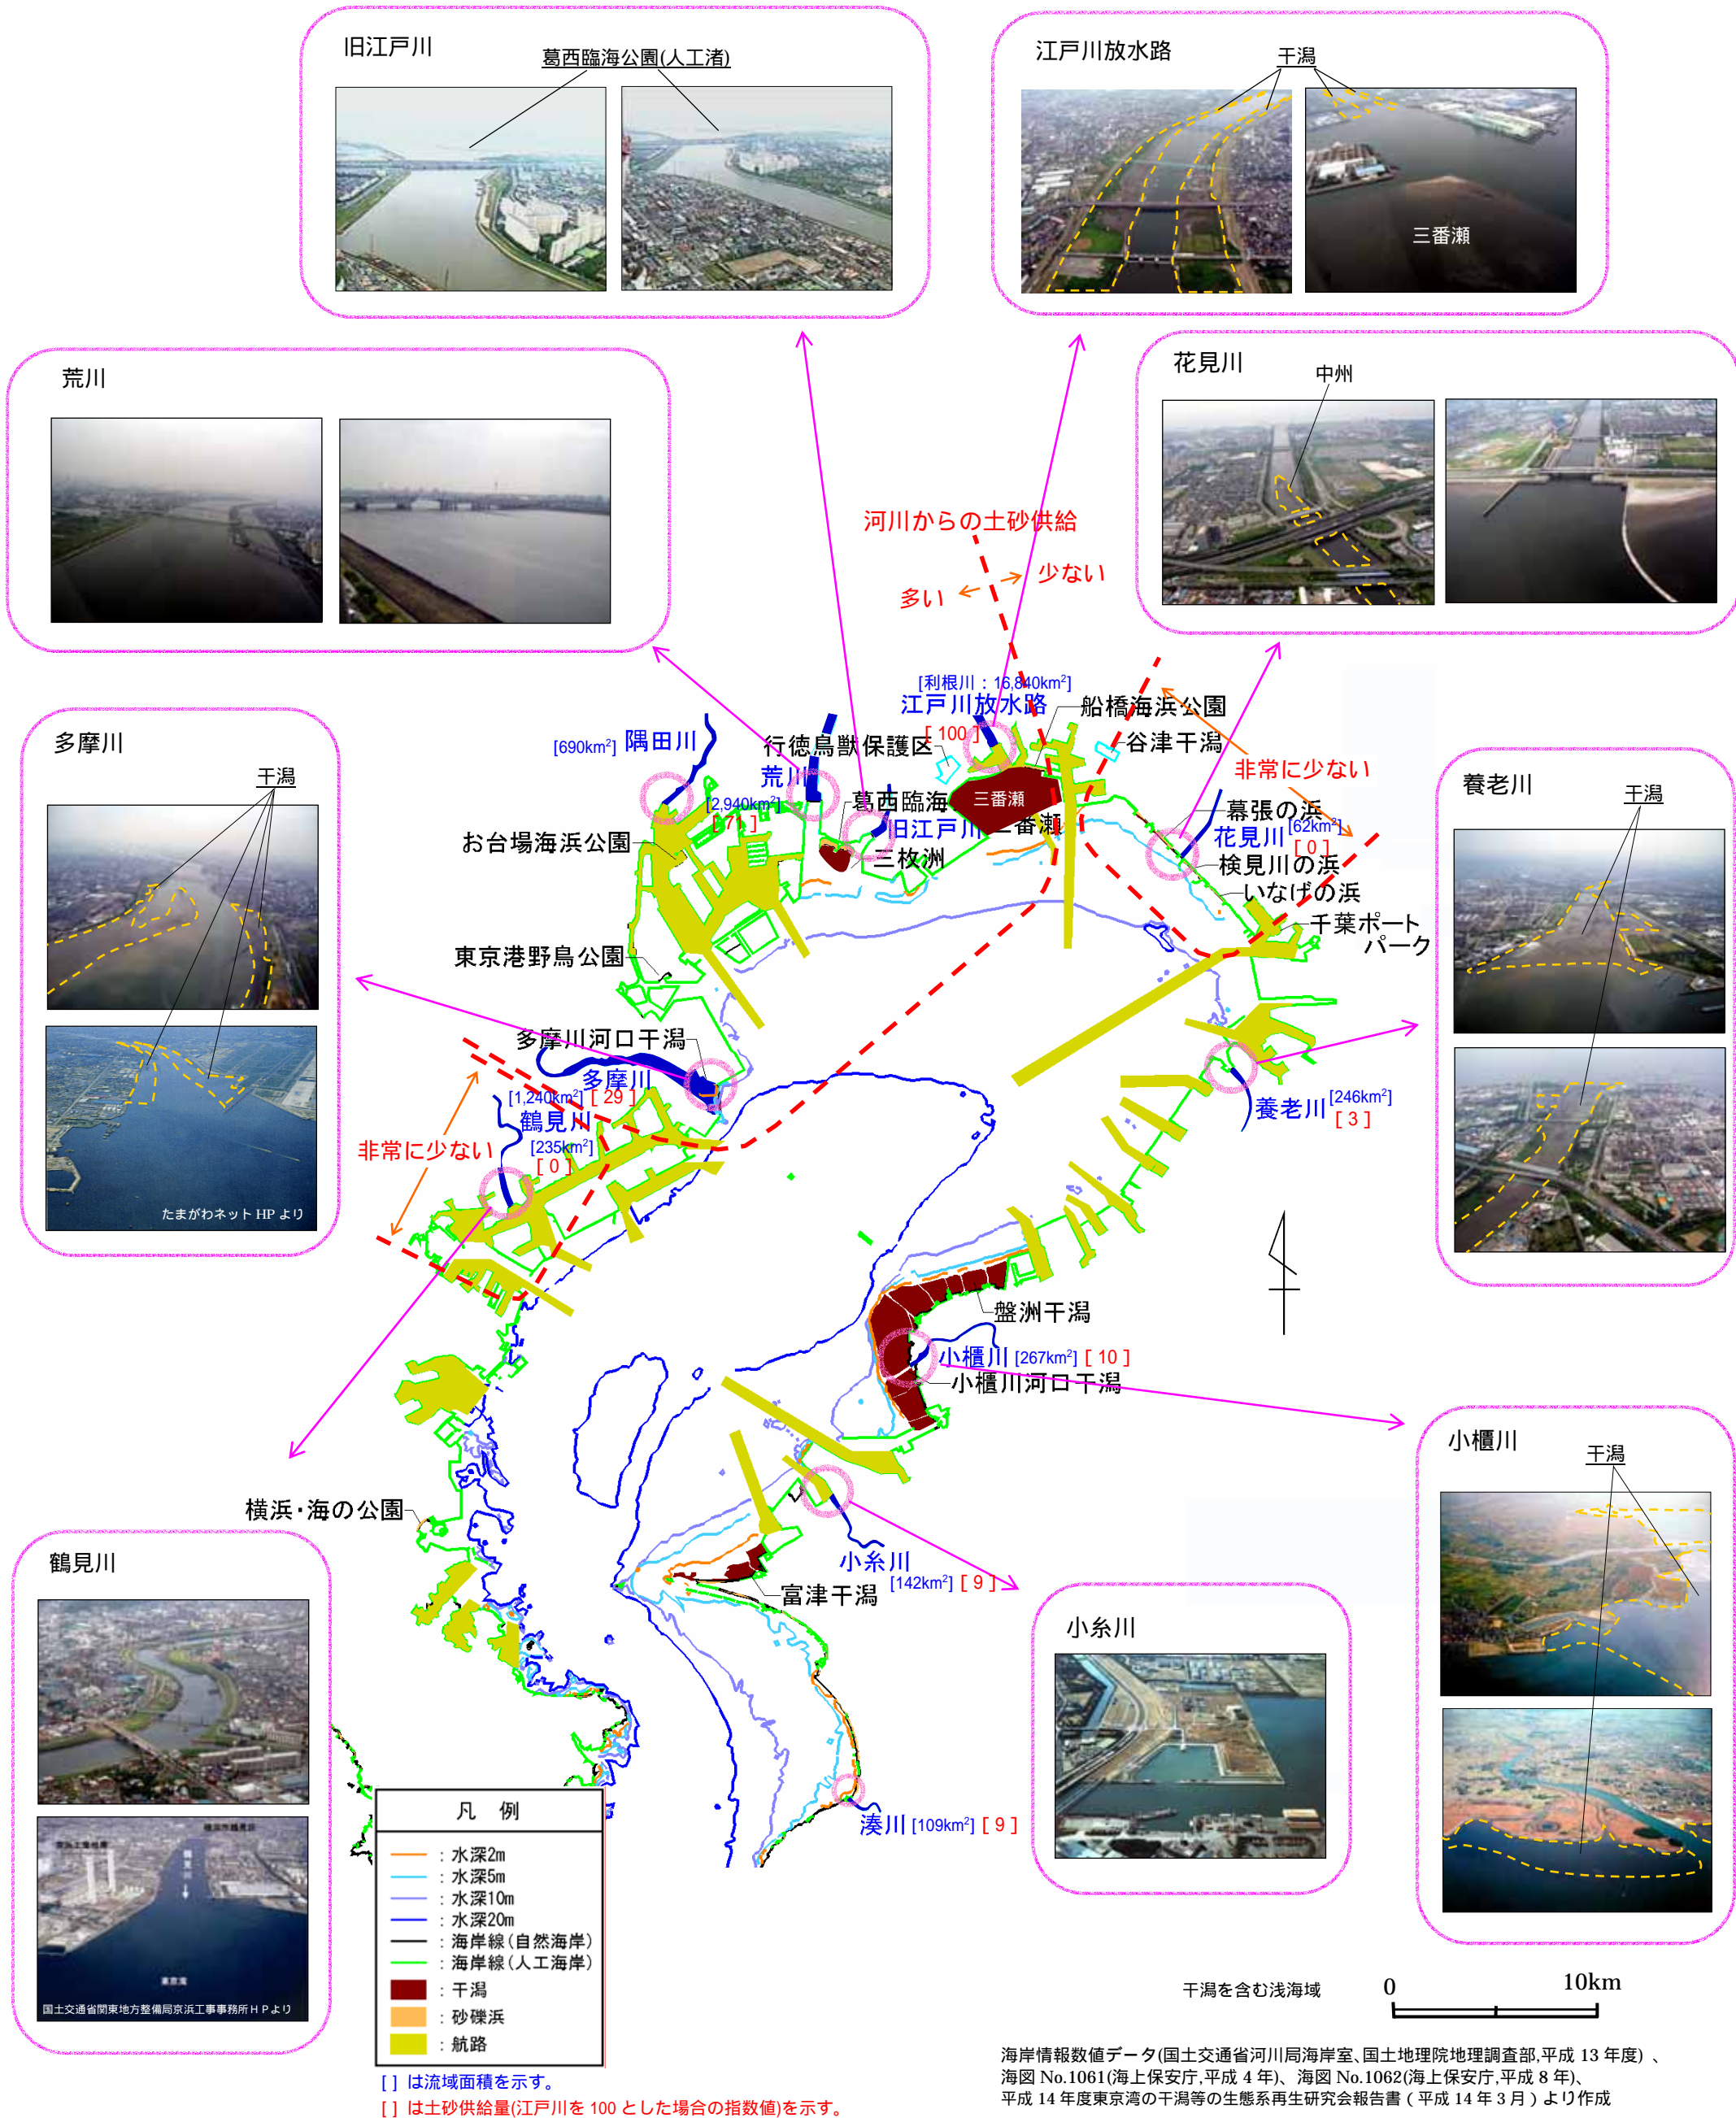 旧江戸川
葛西臨海公園(人工渚)
江戸川放水路
干潟
三番瀬
荒川
花見川
中州
河川からの土砂供給
多い
少ない
多摩川
干潟
たまがわネット HP より
[利根川：16,840km²]
江戸川放水路
[ 100 ]
船橋海浜公園
谷津干潟
[690km²] 隅田川
行徳鳥獣保護区
荒川
[2,940km²]
[ 71 ]
葛西臨海
旧江戸川
三番瀬
三番瀬
三枚洲
お台場海浜公園
非常に少ない
幕張の浜
花見川 [62km²]
[ 0 ]
検見川の浜
いなげの浜
千葉ポート
パーク
東京港野鳥公園
多摩川河口干潟
多摩川
[1,240km²] [ 29 ]
鶴見川
[235km²]
[ 0 ]
非常に少ない
養老川 [246km²]
[ 3 ]
養老川
干潟
盤洲干潟
小櫃川 [267km²] [ 10 ]
小櫃川河口干潟
小櫃川
干潟
横浜・海の公園
小糸川
[142km²] [ 9 ]
富津干潟
小糸川
湊川 [109km²] [ 9 ]
鶴見川
鶴見川
東京湾
国土交通省関東地方整備局京浜工事事務所ＨＰより
凡 例
：水深2m
：水深5m
：水深10m
：水深20m
：海岸線(自然海岸)
：海岸線(人工海岸)
：干潟
：砂礫浜
：航路
[ ] は流域面積を示す。
[ ] は土砂供給量(江戸川を 100 とした場合の指数値)を示す。
干潟を含む浅海域
0 10km
海岸情報数値データ(国土交通省河川局海岸室、国土地理院地理調査部,平成 13 年度) 、
海図 No.1061(海上保安庁,平成 4 年)、海図 No.1062(海上保安庁,平成 8 年)、
平成 14 年度東京湾の干潟等の生態系再生研究会報告書 ( 平成 14 年 3 月 ) より作成